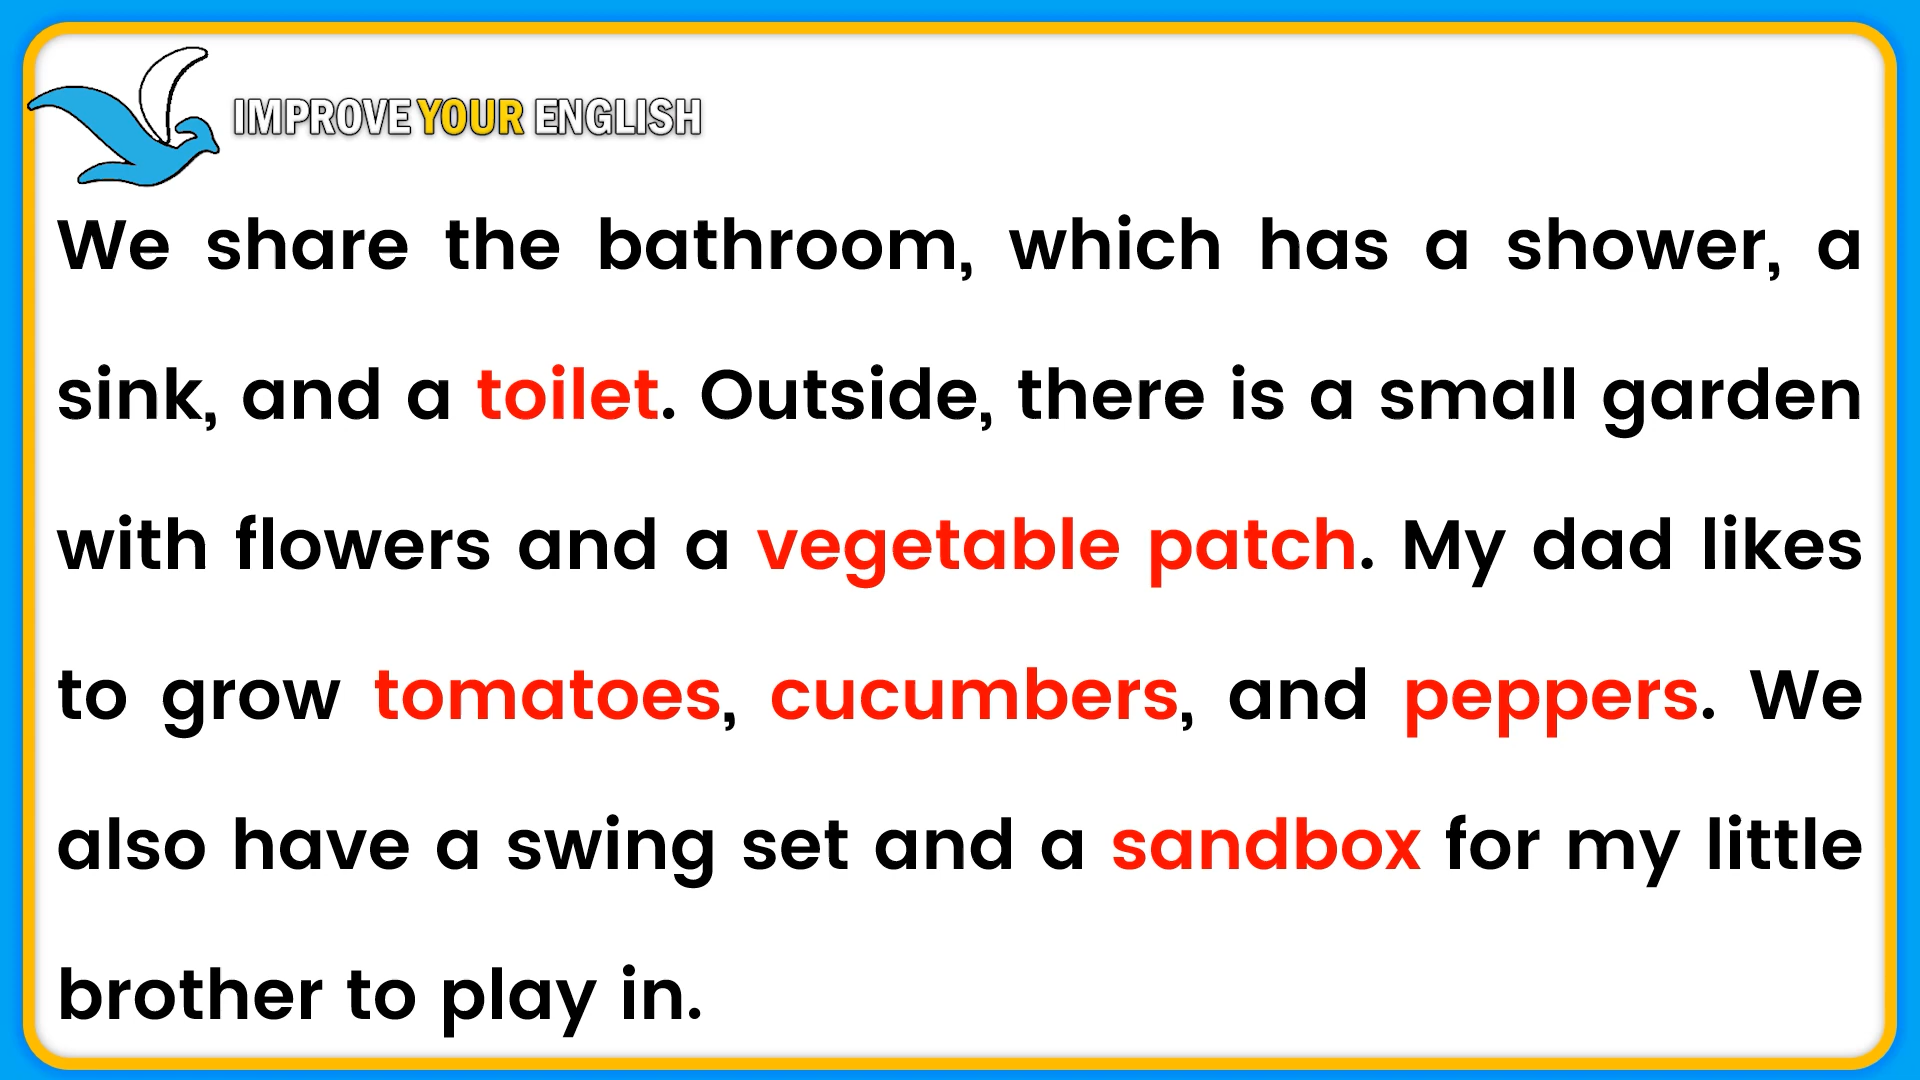 IMPROVE YOUR ENGLISH
We share the bathroom, which has a shower, a
sink, and a toilet. Outside, there is a small garden
with flowers and a vegetable patch. My dad likes
to grow tomatoes, cucumbers, and peppers. We
also have a swing set and a sandbox for my little
brother to play in.